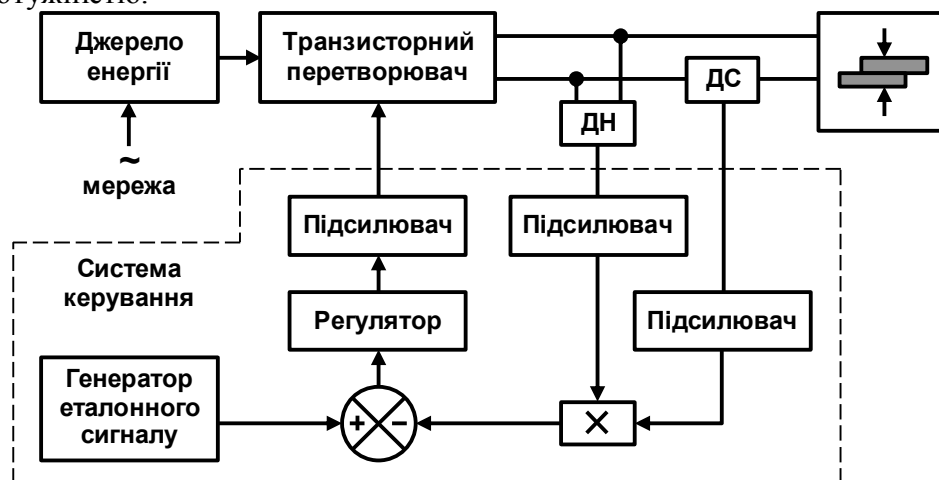 Джерело
енергії
Транзисторний
перетворювач
ДС
ДН
~
мережа
Підсилювач
Підсилювач
Система
керування
Регулятор
Підсилювач
Генератор
еталонного
сигналу
+
−
×